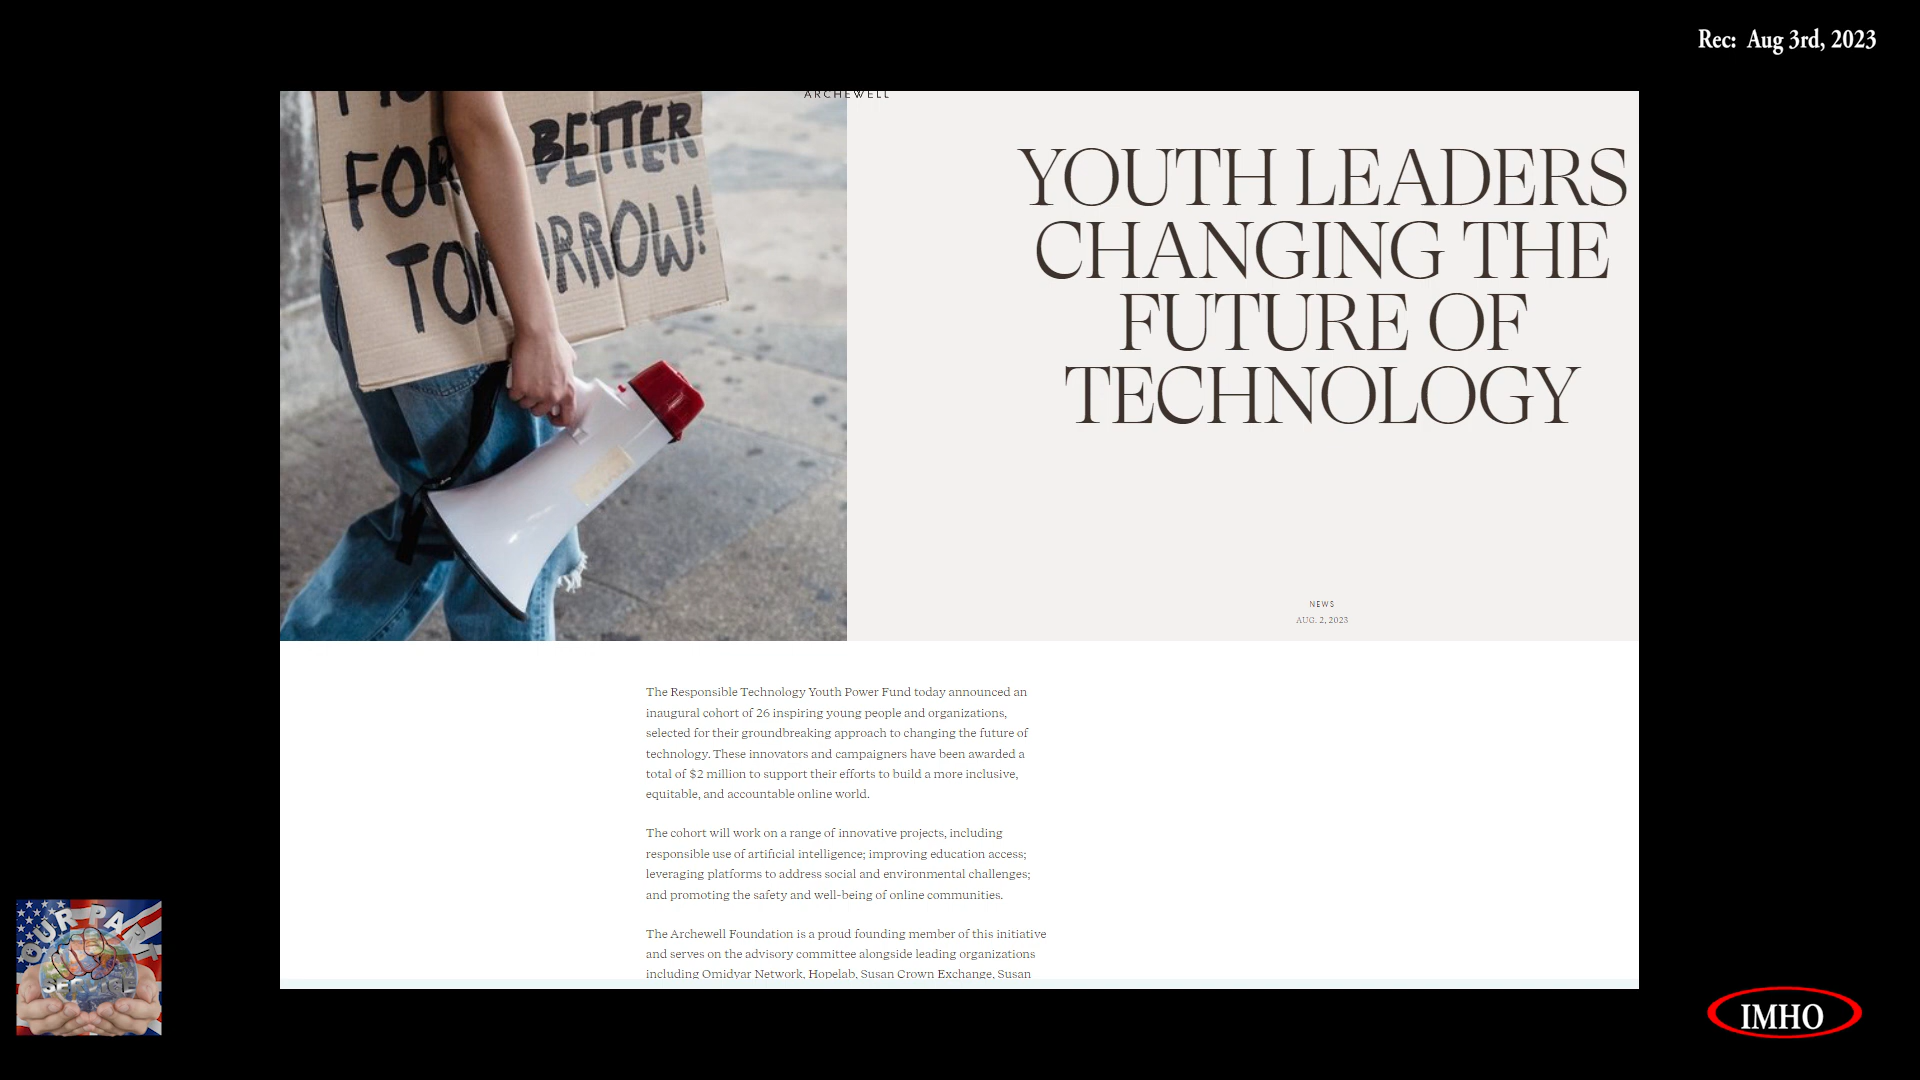 Rec: Aug 3rd, 2023
ARCHEWELL
FOR BETTER
TOMORROW!
YOUTH LEADERS
CHANGING THE
FUTURE OF
TECHNOLOGY
NEWS
AUG. 2, 2023
The Responsible Technology Youth Power Fund today announced an
inaugural cohort of 26 inspiring young people and organizations,
selected for their groundbreaking approach to changing the future of
technology. These innovators and campaigners have been awarded a
total of $2 million to support their efforts to build a more inclusive,
equitable, and accountable online world.
The cohort will work on a range of innovative projects, including
responsible use of artificial intelligence; improving education access;
leveraging platforms to address social and environmental challenges;
and promoting the safety and well-being of online communities.
The Archewell Foundation is a proud founding member of this initiative
and serves on the advisory committee alongside leading organizations
including Omidyar Network, Hopelab, Susan Crown Exchange, Susan
OUR PART
SERVICE
IMHO